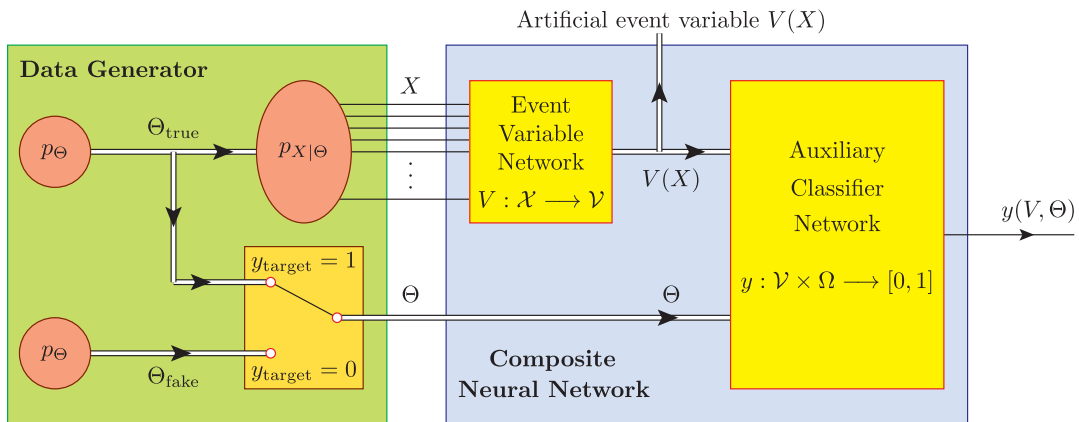 Artificial event variable V(X)
Data Generator
p_Θ
Θ_true
p_{X|Θ}
X
⋮
Event
Variable
Network
V : 𝒳 ⟶ 𝒱
V(X)
Auxiliary
Classifier
Network
y : 𝒱 × Ω ⟶ [0, 1]
y(V, Θ)
y_target = 1
Θ
Θ
p_Θ
Θ_fake
y_target = 0
Composite
Neural Network